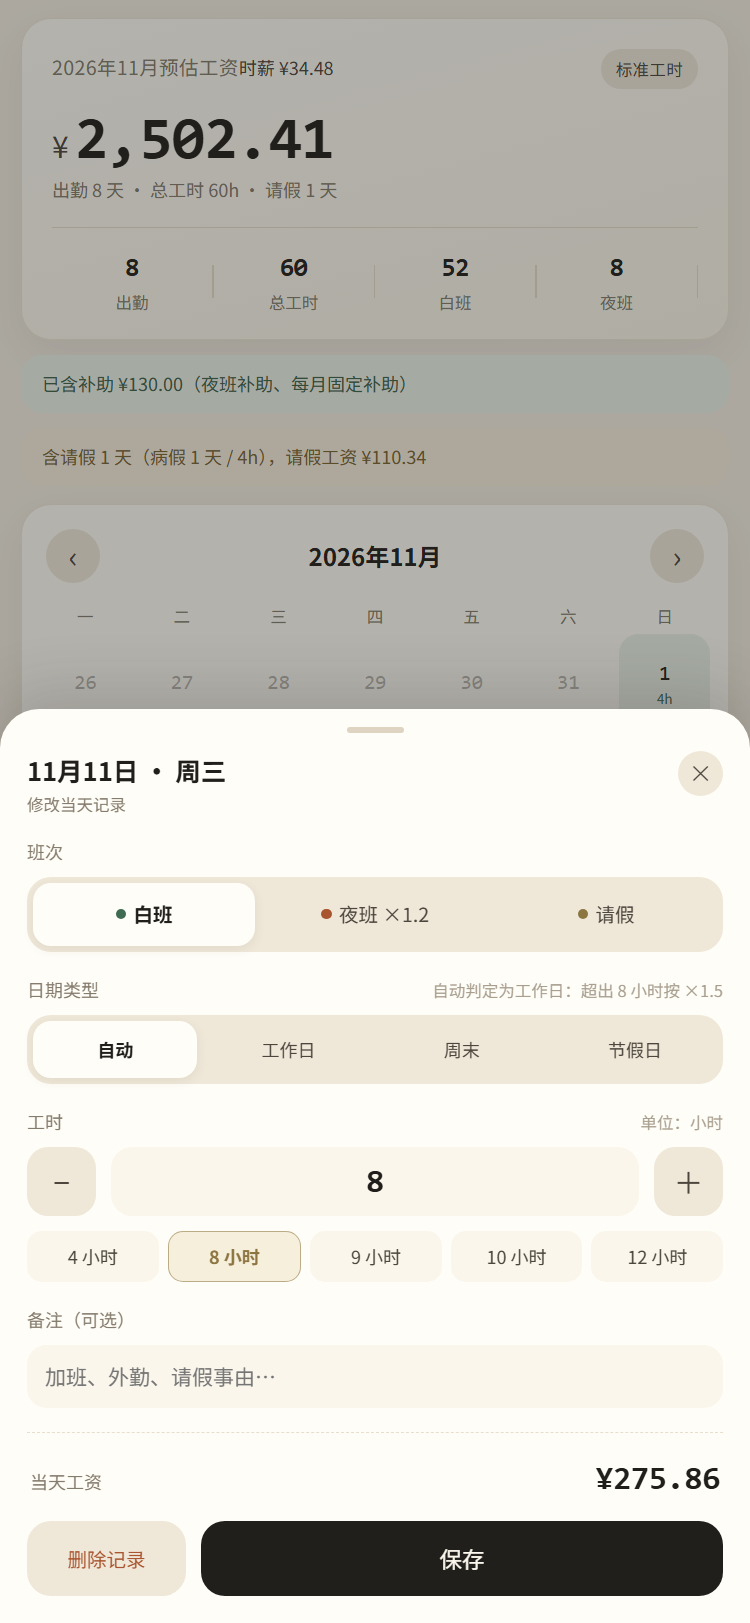 2026年11月预估工资时薪 ¥34.48
标准工时
¥2,502.41
出勤 8 天 · 总工时 60h · 请假 1 天
8 60 52 8
出勤 总工时 白班 夜班
已含补助 ¥130.00（夜班补助、每月固定补助）
含请假 1 天（病假 1 天 / 4h），请假工资 ¥110.34
‹ 2026年11月 ›
一 二 三 四 五 六 日
26 27 28 29 30 31 1
4h
11月11日 · 周三
修改当天记录
班次
白班 夜班 ×1.2 请假
日期类型 自动判定为工作日：超出 8 小时按 ×1.5
自动 工作日 周末 节假日
工时 单位：小时
− 8 +
4 小时 8 小时 9 小时 10 小时 12 小时
备注（可选）
加班、外勤、请假事由…
当天工资 ¥275.86
删除记录 保存